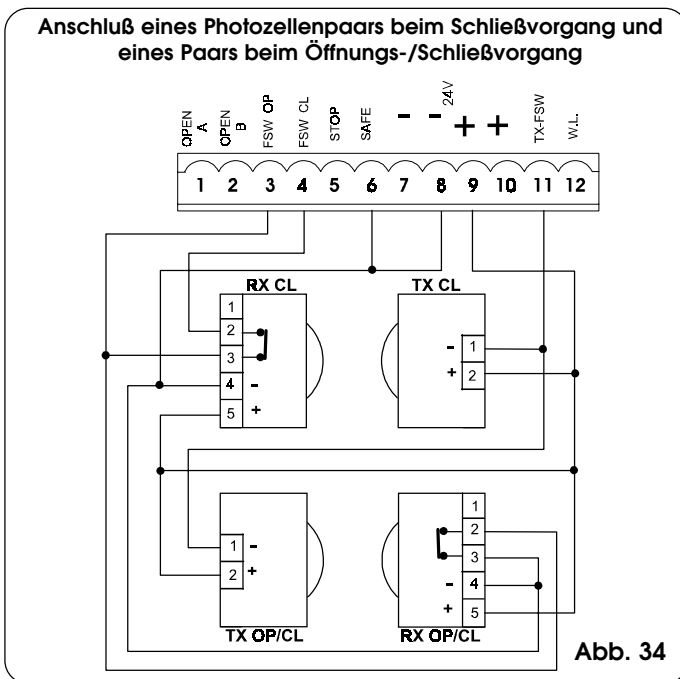 Anschluß eines Photozellenpaars beim Schließvorgang und
eines Paars beim Öffnungs-/Schließvorgang
OPEN A
OPEN B
FSW OP
FSW CL
STOP
SAFE
-
-
24V
+
+
TX-FSW
W.L.
1 2 3 4 5 6 7 8 9 10 11 12
RX CL
1
2
3
4 -
5 +
TX CL
- 1
+ 2
1 -
2 +
TX OP/CL
1
2
3
- 4
+ 5
RX OP/CL
Abb. 34